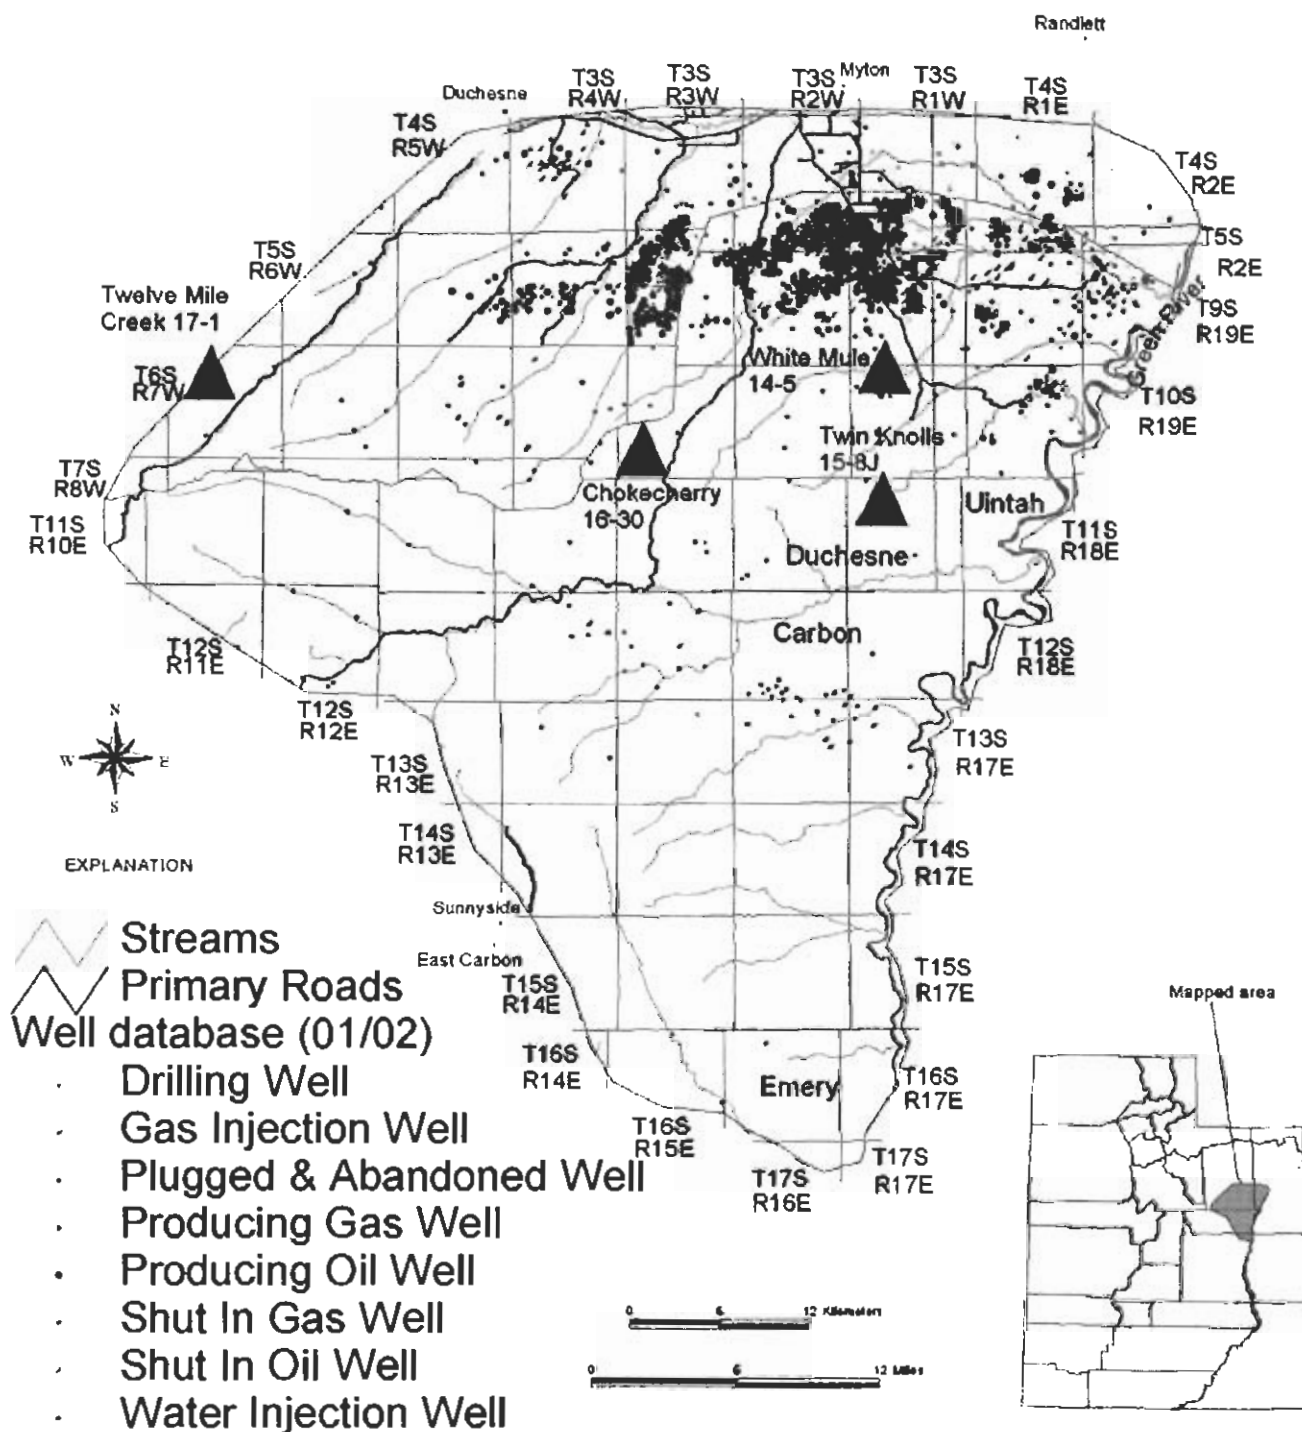 Randlett
Duchesne
T3S
R4W
T3S
R3W
T3S
R2W
Myton
T3S
R1W
T4S
R1E
T4S
R5W
T4S
R2E
T5S
R6W
T5S
R2E
Twelve Mile
Creek 17-1
T9S
R19E
Green River
T6S
R7W
White Mule
14-5
T10S
R19E
Twin Knolls
15-8J
T7S
R8W
Chokecherry
16-30
Uintah
T11S
R10E
T11S
R18E
Duchesne
Carbon
T12S
R11E
T12S
R18E
T12S
R12E
N
W
E
S
T13S
R13E
T13S
R17E
T14S
R13E
T14S
R17E
EXPLANATION
Sunnyside
East Carbon
T15S
R14E
T15S
R17E
Streams
Primary Roads
Well database (01/02)
Drilling Well
Gas Injection Well
Plugged & Abandoned Well
Producing Gas Well
Producing Oil Well
Shut In Gas Well
Shut In Oil Well
Water Injection Well
T16S
R14E
Emery
T16S
R17E
T16S
R15E
T17S
R16E
T17S
R17E
Mapped area
0 6 12 Kilometers
0 6 12 Miles